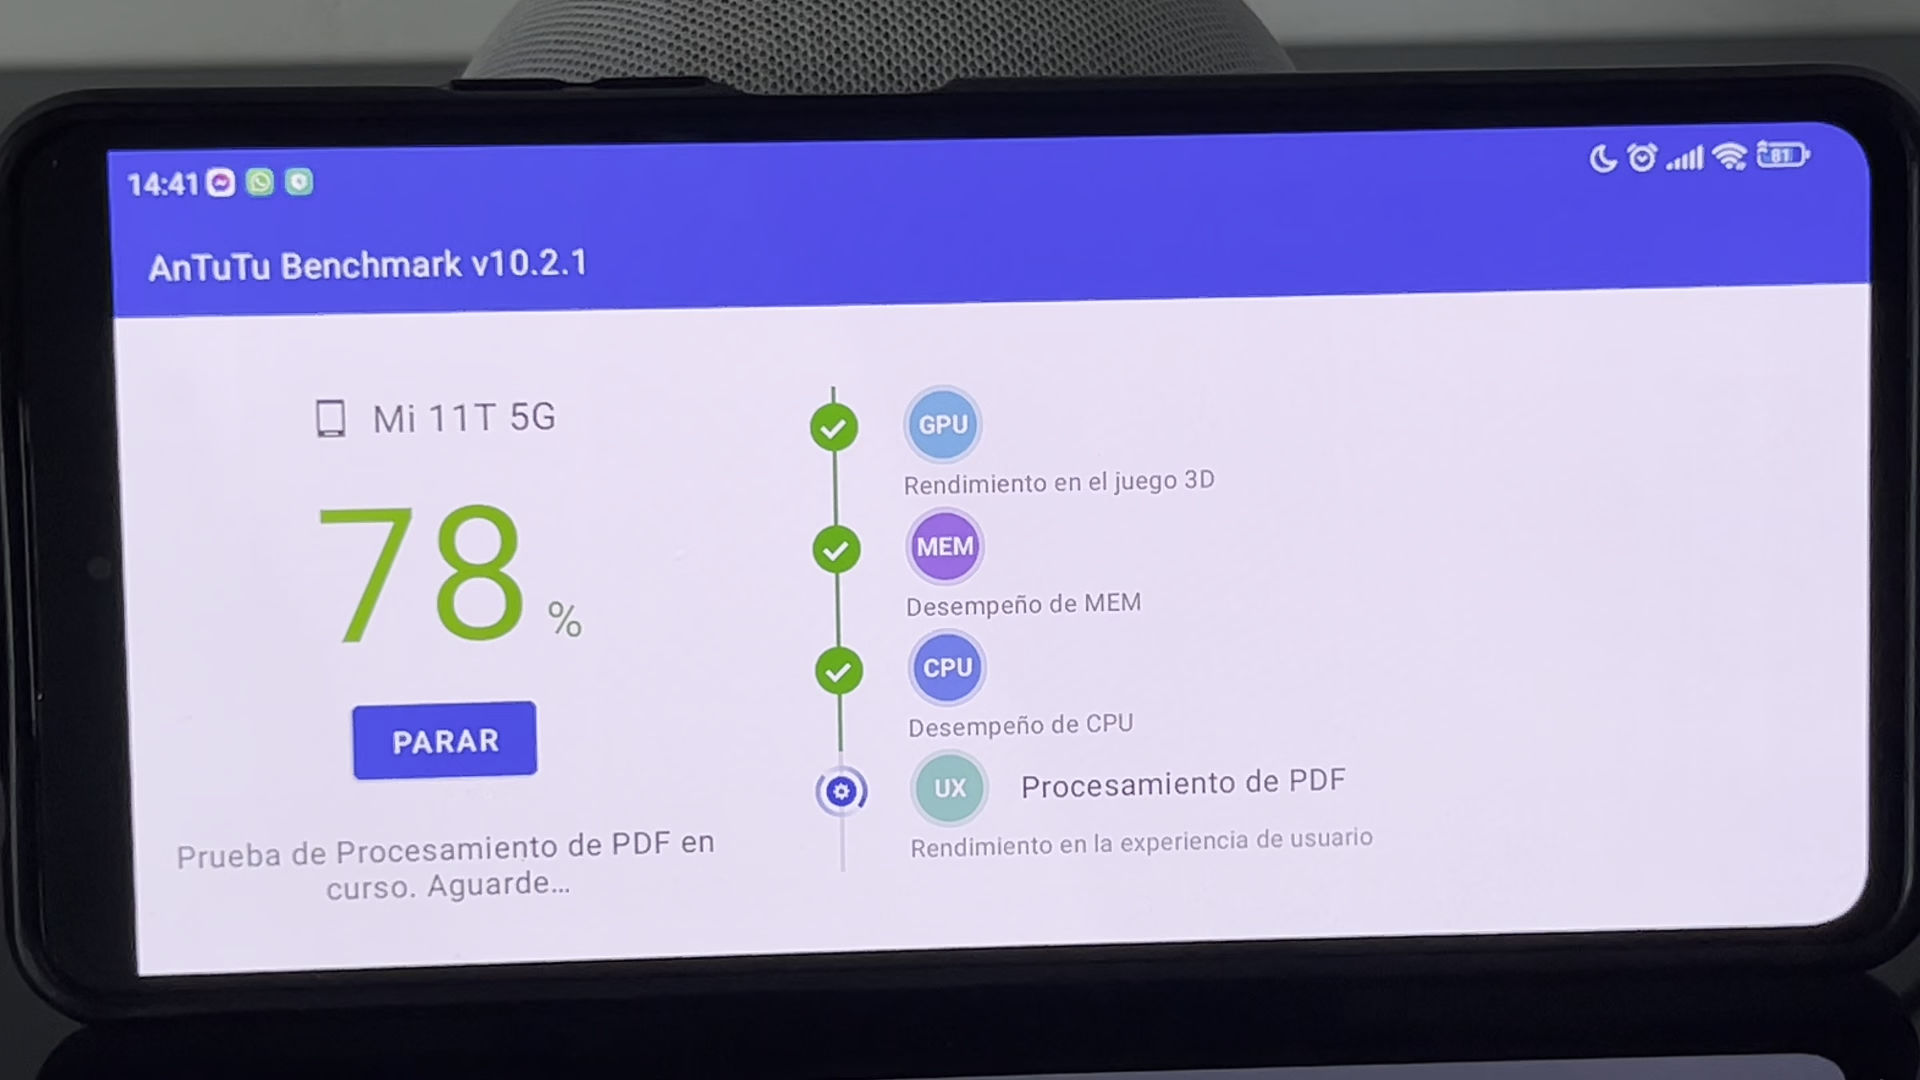 14:41
81
AnTuTu Benchmark v10.2.1
Mi 11T 5G
78 %
PARAR
Prueba de Procesamiento de PDF en
curso. Aguarde...
GPU
Rendimiento en el juego 3D
MEM
Desempeño de MEM
CPU
Desempeño de CPU
UX Procesamiento de PDF
Rendimiento en la experiencia de usuario